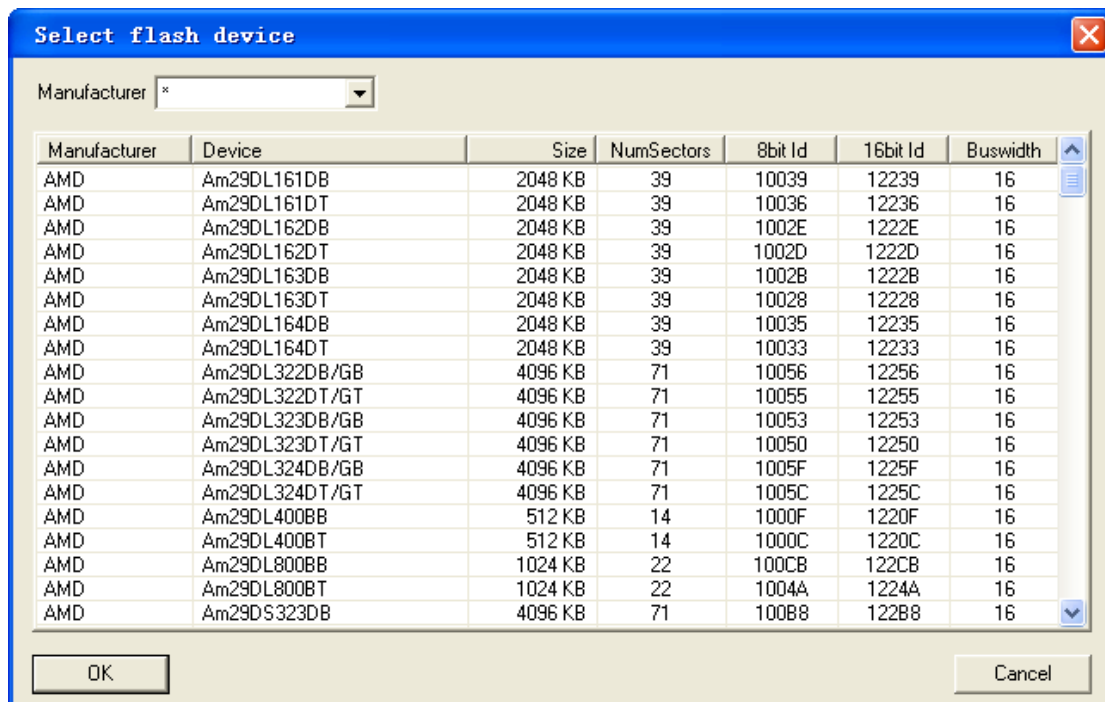 Select flash device
Manufacturer *
Manufacturer Device Size NumSectors 8bit Id 16bit Id Buswidth
AMD Am29DL161DB 2048 KB 39 10039 12239 16
AMD Am29DL161DT 2048 KB 39 10036 12236 16
AMD Am29DL162DB 2048 KB 39 1002E 1222E 16
AMD Am29DL162DT 2048 KB 39 1002D 1222D 16
AMD Am29DL163DB 2048 KB 39 1002B 1222B 16
AMD Am29DL163DT 2048 KB 39 10028 12228 16
AMD Am29DL164DB 2048 KB 39 10035 12235 16
AMD Am29DL164DT 2048 KB 39 10033 12233 16
AMD Am29DL322DB/GB 4096 KB 71 10056 12256 16
AMD Am29DL322DT/GT 4096 KB 71 10055 12255 16
AMD Am29DL323DB/GB 4096 KB 71 10053 12253 16
AMD Am29DL323DT/GT 4096 KB 71 10050 12250 16
AMD Am29DL324DB/GB 4096 KB 71 1005F 1225F 16
AMD Am29DL324DT/GT 4096 KB 71 1005C 1225C 16
AMD Am29DL400BB 512 KB 14 1000F 1220F 16
AMD Am29DL400BT 512 KB 14 1000C 1220C 16
AMD Am29DL800BB 1024 KB 22 100CB 122CB 16
AMD Am29DL800BT 1024 KB 22 1004A 1224A 16
AMD Am29DS323DB 4096 KB 71 100B8 122B8 16
OK Cancel